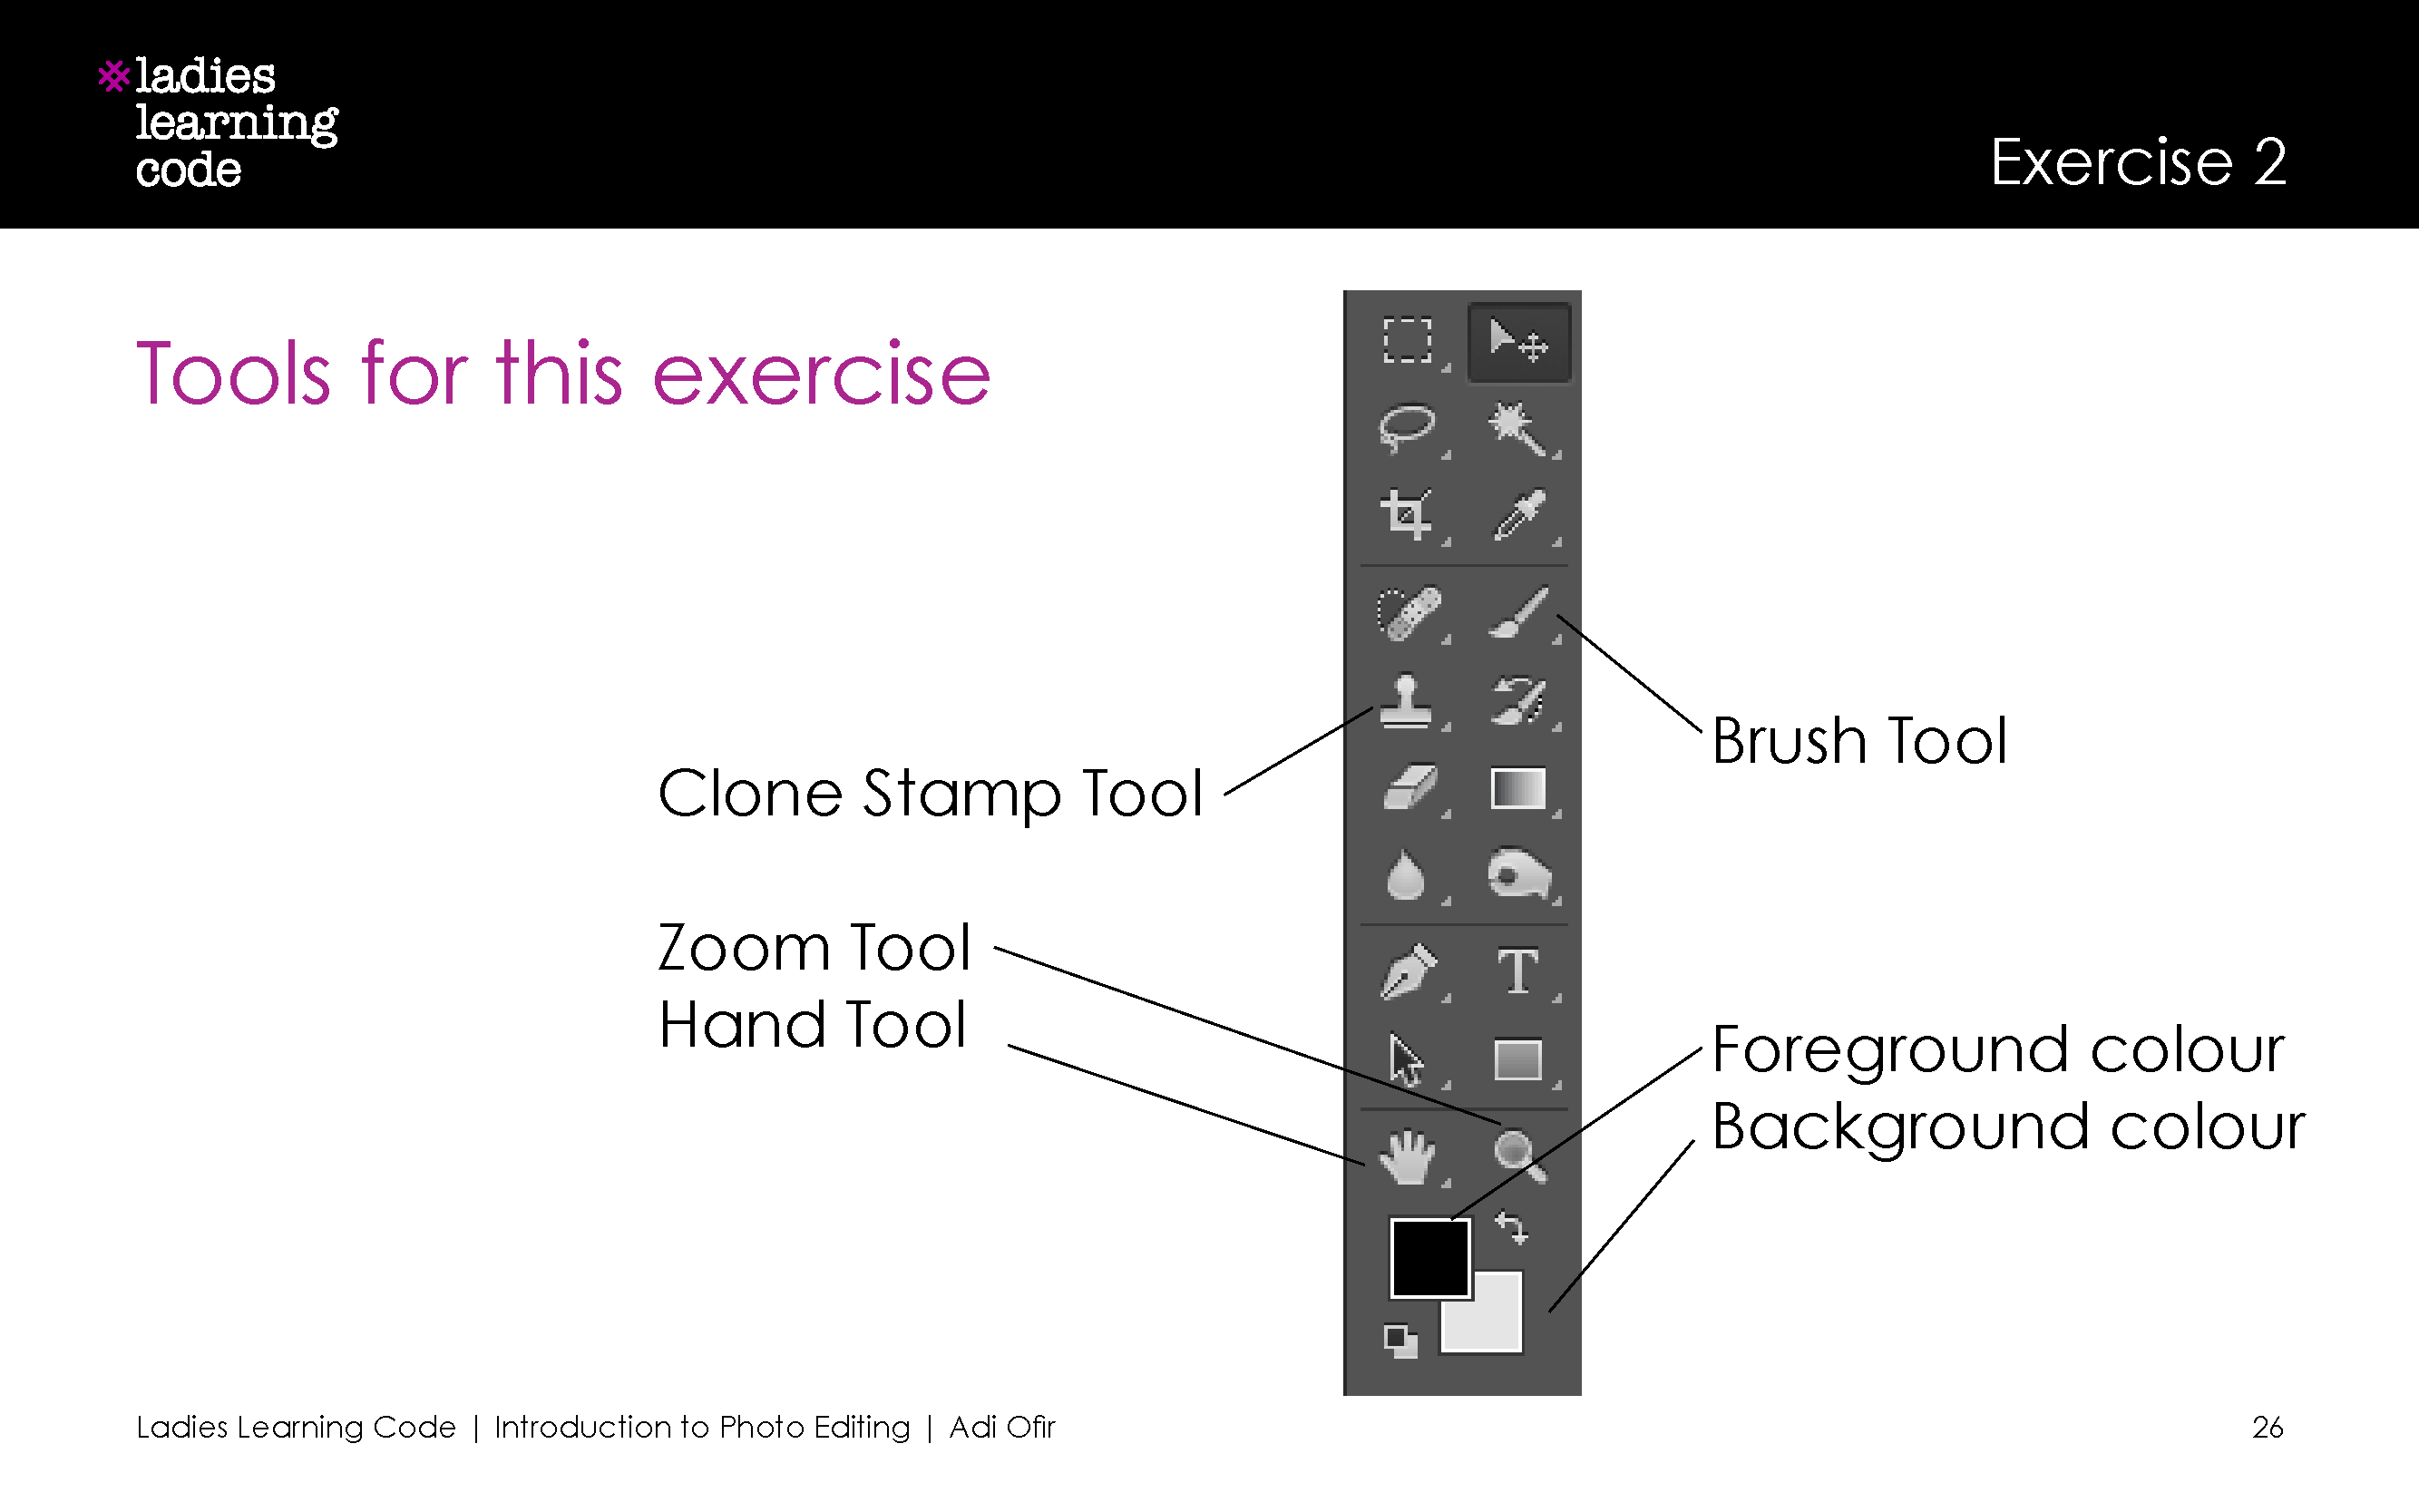 ladies
learning
code
Exercise 2
Tools for this exercise
Brush Tool
Clone Stamp Tool
Zoom Tool
Hand Tool
T
Foreground colour
Background colour
Ladies Learning Code | Introduction to Photo Editing | Adi Ofir
26